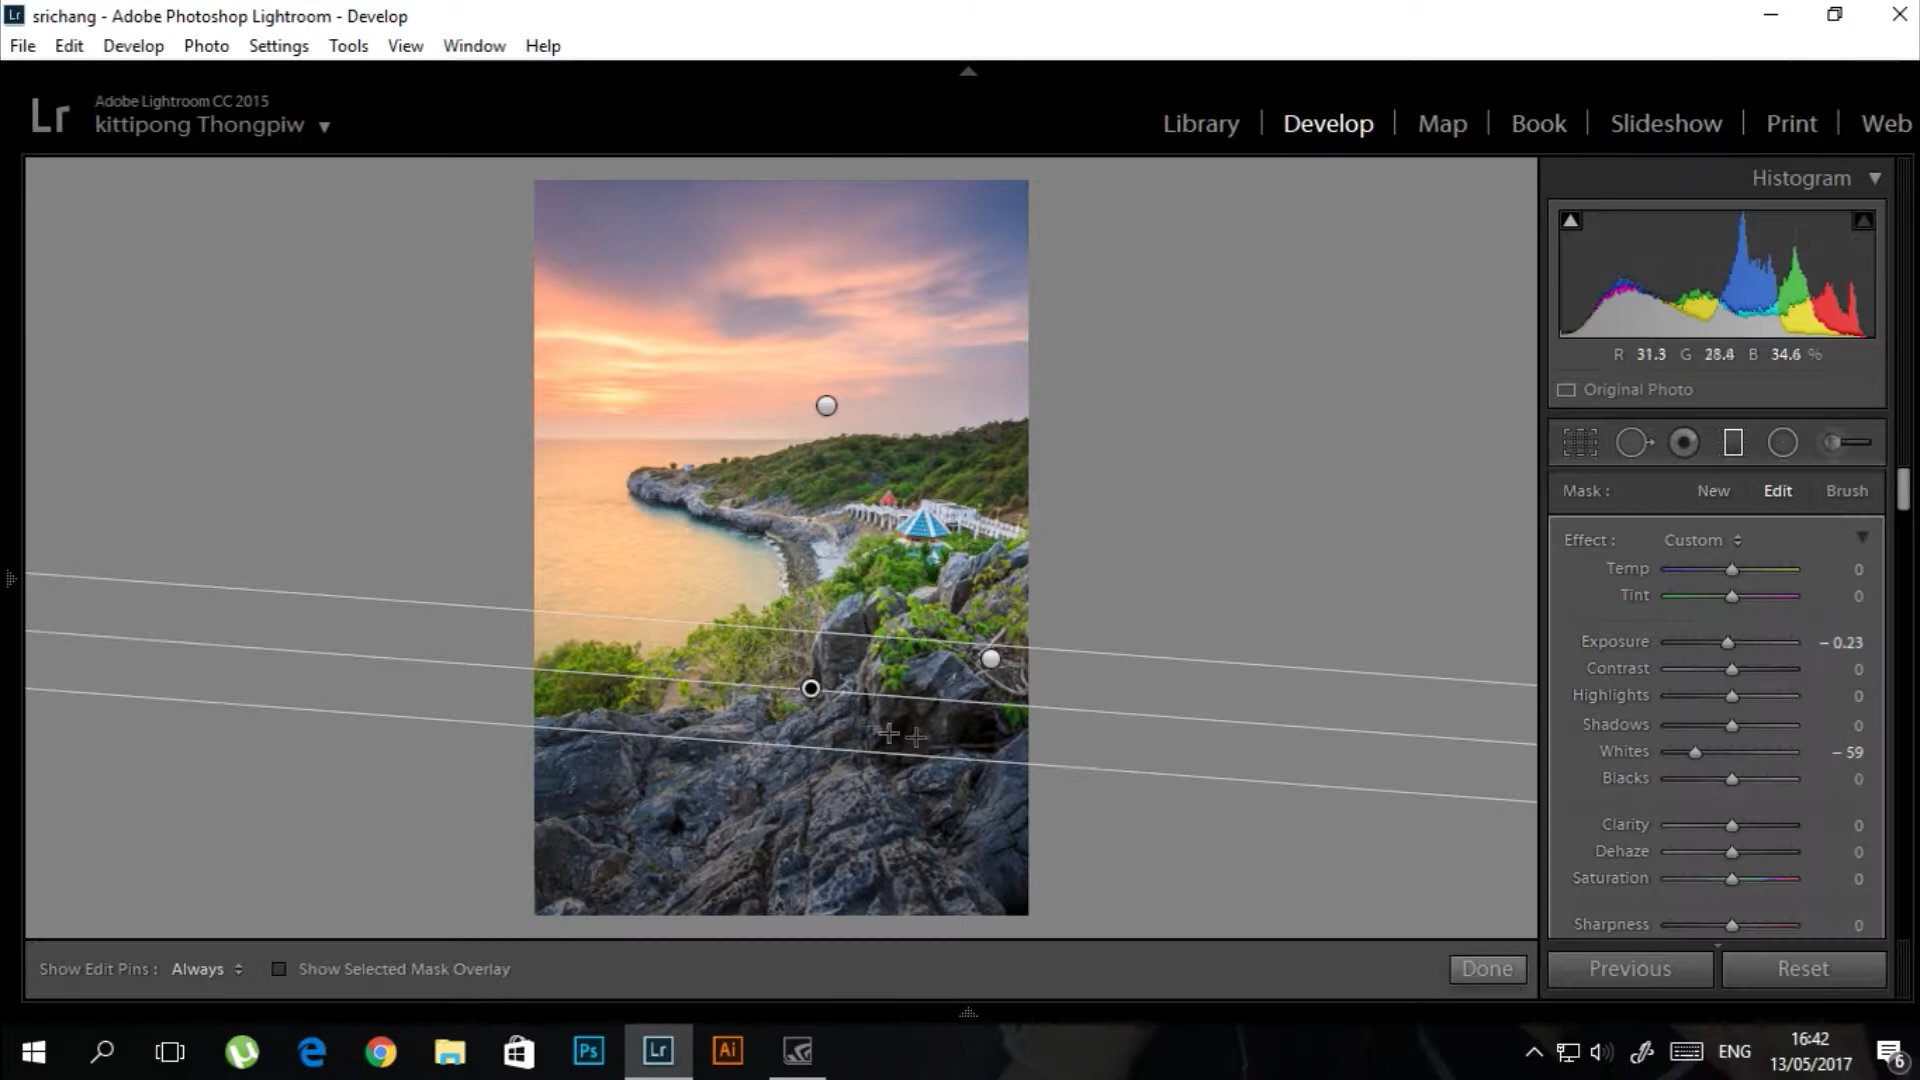 Lr srichang - Adobe Photoshop Lightroom - Develop
File Edit Develop Photo Settings Tools View Window Help
Lr Adobe Lightroom CC 2015
kittipong Thongpiw
Library | Develop | Map | Book | Slideshow | Print | Web
Histogram
R 31.3 G 28.4 B 34.6 %
Original Photo
Mask : New Edit Brush
Effect : Custom
Temp 0
Tint 0
Exposure – 0.23
Contrast 0
Highlights 0
Shadows 0
Whites – 59
Blacks 0
Clarity 0
Dehaze 0
Saturation 0
Sharpness 0
Show Edit Pins : Always Show Selected Mask Overlay Done
Previous Reset
Ps Lr Ai
ENG
16:42
13/05/2017
6